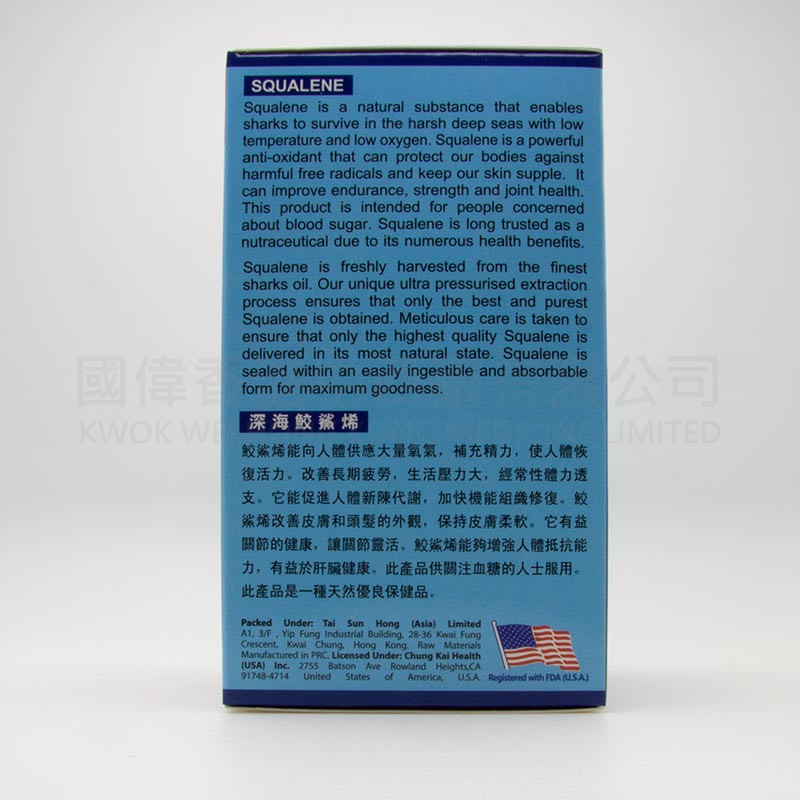 SQUALENE
Squalene is a natural substance that enables
sharks to survive in the harsh deep seas with low
temperature and low oxygen. Squalene is a powerful
anti-oxidant that can protect our bodies against
harmful free radicals and keep our skin supple. It
can improve endurance, strength and joint health.
This product is intended for people concerned
about blood sugar. Squalene is long trusted as a
nutraceutical due to its numerous health benefits.
Squalene is freshly harvested from the finest
sharks oil. Our unique ultra pressurised extraction
process ensures that only the best and purest
Squalene is obtained. Meticulous care is taken to
ensure that only the highest quality Squalene is
delivered in its most natural state. Squalene is
sealed within an easily ingestible and absorbable
form for maximum goodness.
國偉香 公司
KWOK WE LIMITED
深海鮫鯊烯
鮫鯊烯能向人體供應大量氧氣，補充精力，使人體恢
復活力。改善長期疲勞，生活壓力大，經常性體力透
支。它能促進人體新陳代謝，加快機能組織修復。鮫
鯊烯改善皮膚和頭髮的外觀，保持皮膚柔軟。它有益
關節的健康，讓關節靈活。鮫鯊烯能夠增強人體抵抗能
力，有益於肝臟健康。此產品供關注血糖的人士服用。
此產品是一種天然優良保健品。
Packed Under: Tai Sun Hong (Asia) Limited
A1, 3/F , Yip Fung Industrial Building, 28-36 Kwai Fung
Crescent, Kwai Chung, Hong Kong. Raw Materials
Manufactured in PRC. Licensed Under: Chung Kai Health
(USA) Inc. 2755 Batson Ave Rowland Heights,CA
91748-4714 United States of America, U.S.A.
Registered with FDA (U.S.A.)